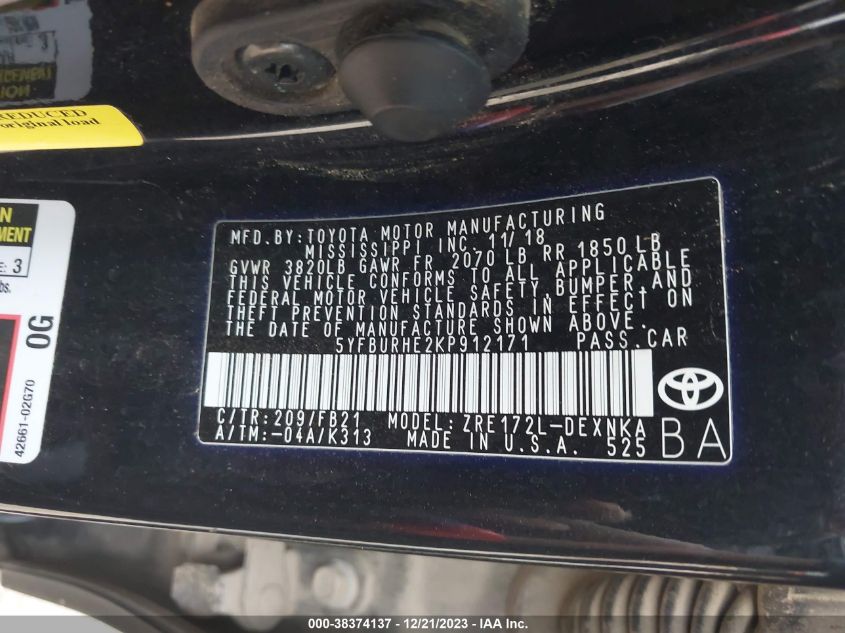 REDUCED
original load
N
MENT
E: 3
bs.
0G
42661-02G70
MFD.BY:TOYOTA MOTOR MANUFACTURING
MISSISSIPPI INC. 11/18
GVWR 3820LB GAWR FR 2070 LB RR 1850 LB
THIS VEHICLE CONFORMS TO ALL APPLICABLE
FEDERAL MOTOR VEHICLE SAFETY, BUMPER, AND
THEFT PREVENTION STANDARDS IN EFFECT ON
THE DATE OF MANUFACTURE SHOWN ABOVE.
5YFBURHE2KP912171 PASS.CAR
C/TR:209/FB21 MODEL:ZRE172L-DEXNKA
A/TM:-04A/K313 MADE IN U.S.A. 525
BA
000-38374137 - 12/21/2023 - IAA Inc.